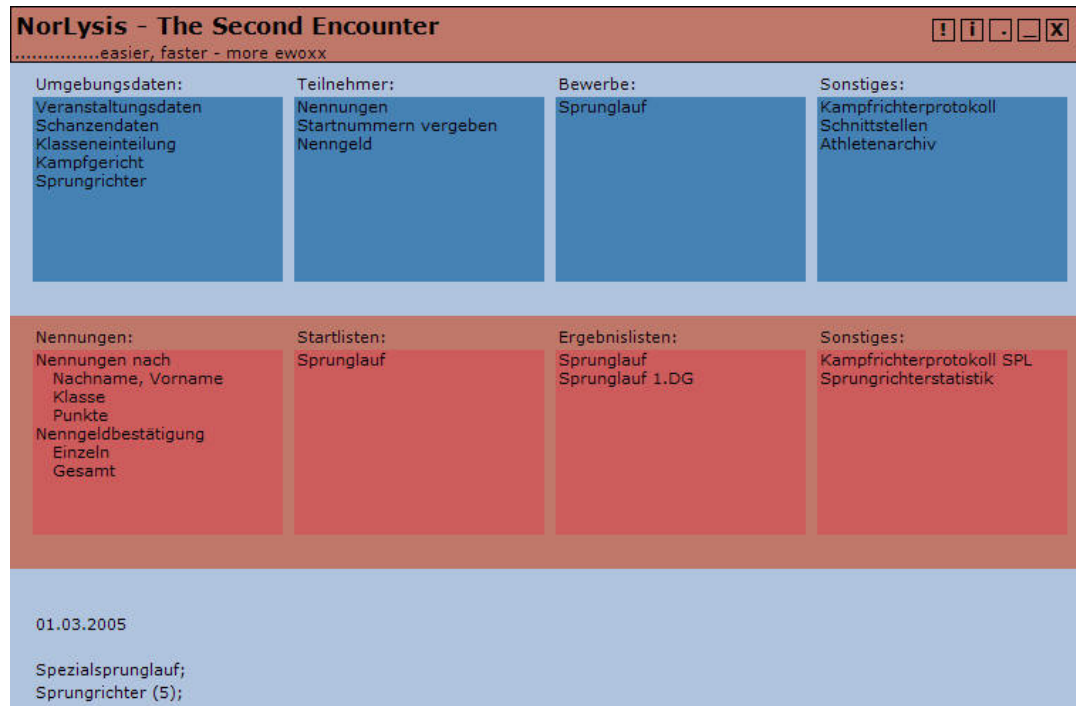 NorLysis - The Second Encounter
! i . _ X
...............easier, faster - more ewoxx
Umgebungsdaten:
Veranstaltungsdaten
Schanzendaten
Klasseneinteilung
Kampfgericht
Sprungrichter
Teilnehmer:
Nennungen
Startnummern vergeben
Nenngeld
Bewerbe:
Sprunglauf
Sonstiges:
Kampfrichterprotokoll
Schnittstellen
Athletenarchiv
Nennungen:
Nennungen nach
Nachname, Vorname
Klasse
Punkte
Nenngeldbestätigung
Einzeln
Gesamt
Startlisten:
Sprunglauf
Ergebnislisten:
Sprunglauf
Sprunglauf 1.DG
Sonstiges:
Kampfrichterprotokoll SPL
Sprungrichterstatistik
01.03.2005
Spezialsprunglauf;
Sprungrichter (5);